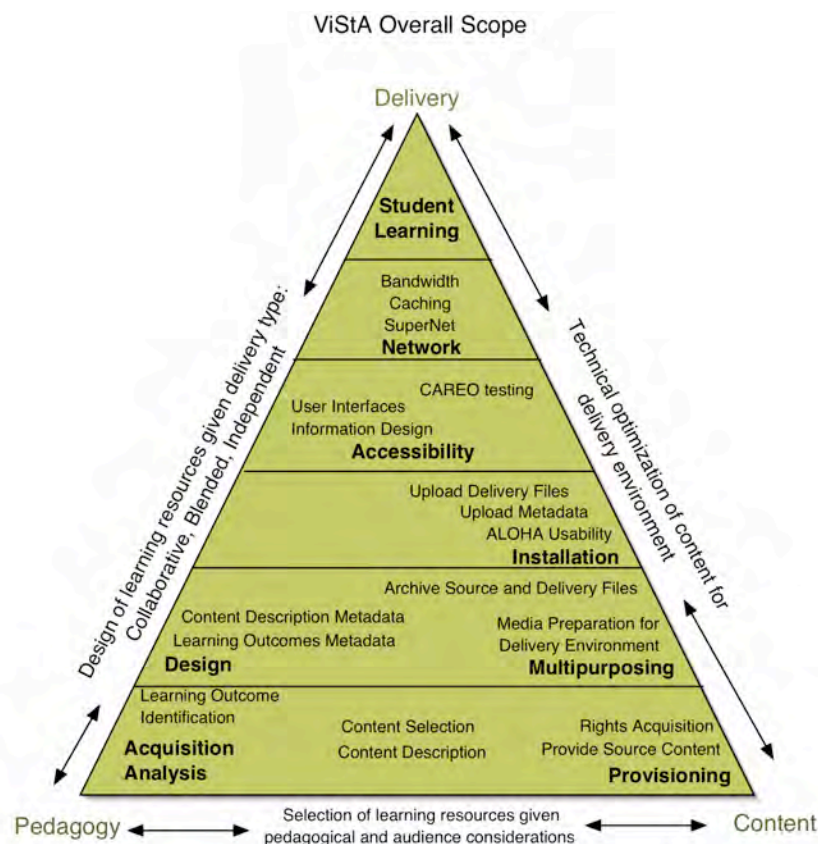 ViStA Overall Scope
Delivery
Student
Learning
Bandwidth
Caching
SuperNet
Network
CAREO testing
User Interfaces
Information Design
Accessibility
Upload Delivery Files
Upload Metadata
ALOHA Usability
Installation
Archive Source and Delivery Files
Content Description Metadata
Learning Outcomes Metadata
Design
Media Preparation for
Delivery Environment
Multipurposing
Learning Outcome
Identification
Acquisition
Analysis
Content Selection
Content Description
Rights Acquisition
Provide Source Content
Provisioning
Design of learning resources given delivery type:
Collaborative, Blended, Independent
Technical optimization of content for
delivery environment
Pedagogy
Selection of learning resources given
pedagogical and audience considerations
Content